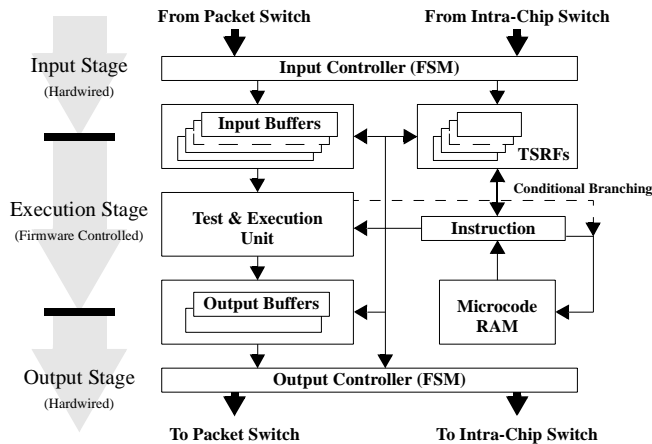 From Packet Switch
From Intra-Chip Switch
Input Stage
(Hardwired)
Input Controller (FSM)
Input Buffers
TSRFs
Conditional Branching
Execution Stage
(Firmware Controlled)
Test & Execution
Unit
Instruction
Output Buffers
Microcode
RAM
Output Stage
(Hardwired)
Output Controller (FSM)
To Packet Switch
To Intra-Chip Switch